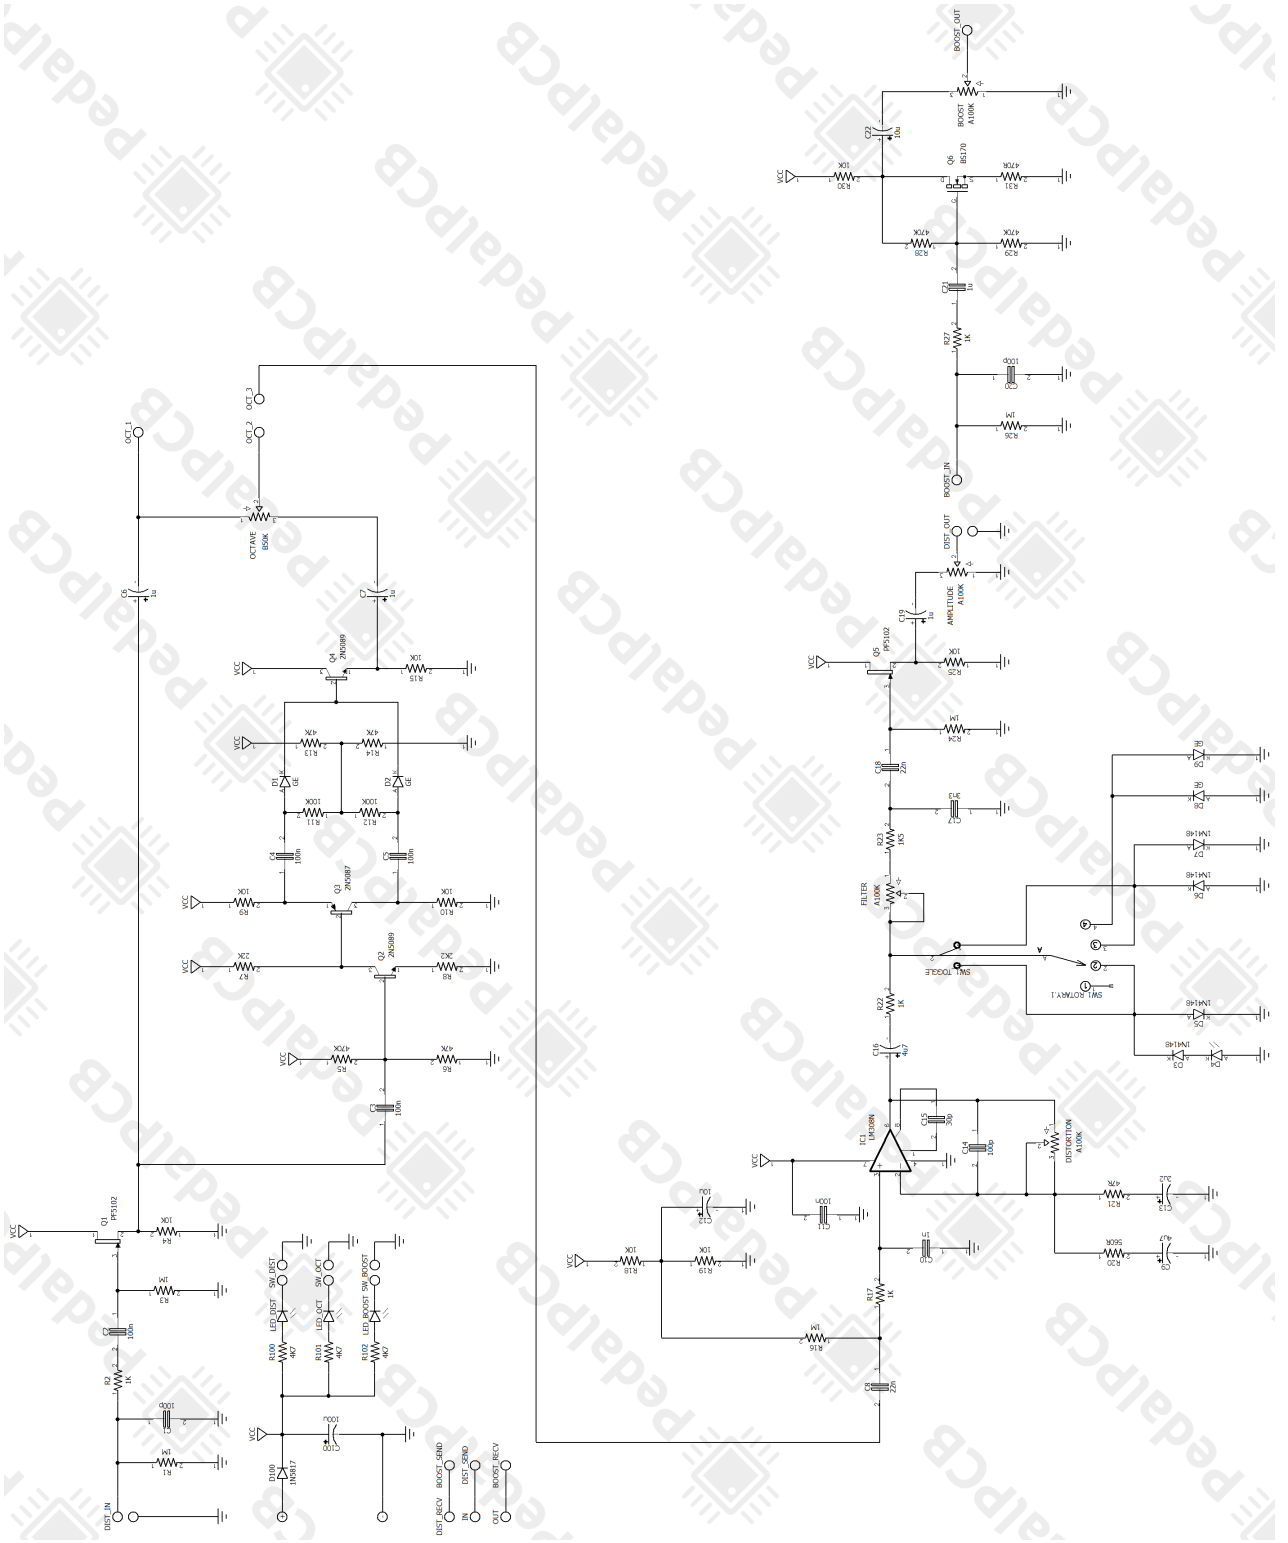 PedalPCB
BOOST_OUT
BOOST
A100K
C22
10u
VCC
R30
10K
Q6
BS170
R31
470R
R28
470K
R29
470K
C21
1u
R27
1K
C20
100p
R26
1M
BOOST_IN
OCT_1
OCT_2
OCT_3
OCTAVE
B50K
C6
1u
C7
1u
VCC
Q4
2N5089
R15
10K
VCC
R13
47K
R14
47K
D1
GE
D2
GE
R11
100K
R12
100K
C4
100n
C5
100n
VCC
R9
10K
Q3
2N5087
R10
10K
VCC
R7
22K
Q2
2N5089
R8
2K2
VCC
R5
470K
R6
47K
C3
100n
VCC
Q1
PF5102
R4
10K
R3
1M
C2
100n
R2
1K
C1
100p
R1
1M
DIST_IN
LED_DIST
SW_DIST
LED_OCT
SW_OCT
LED_BOOST
SW_BOOST
R100
4K7
R101
4K7
R102
4K7
VCC
C100
100u
D100
1N5817
+
-
DIST_RECV
BOOST_SEND
IN
DIST_SEND
OUT
BOOST_RECV
DIST_OUT
AMPLITUDE
A100K
C19
1u
VCC
Q5
PF5102
R25
10K
R24
1M
C18
22n
C17
3n3
R23
1K5
FILTER
A100K
SW1_TOGGLE
SW1_ROTARY.1
A
1
2
3
4
R22
1K
C16
4u7
D9
GE
D8
GE
D7
1N4148
D6
1N4148
D5
1N4148
D3
1N4148
D4
IC1
LM308N
C15
30p
C14
100p
DISTORTION
A100K
R21
47R
C13
2u2
R20
560R
C9
4u7
VCC
C11
100n
C10
1n
C12
10u
VCC
R18
10K
R19
10K
R17
1K
R16
1M
C8
22n